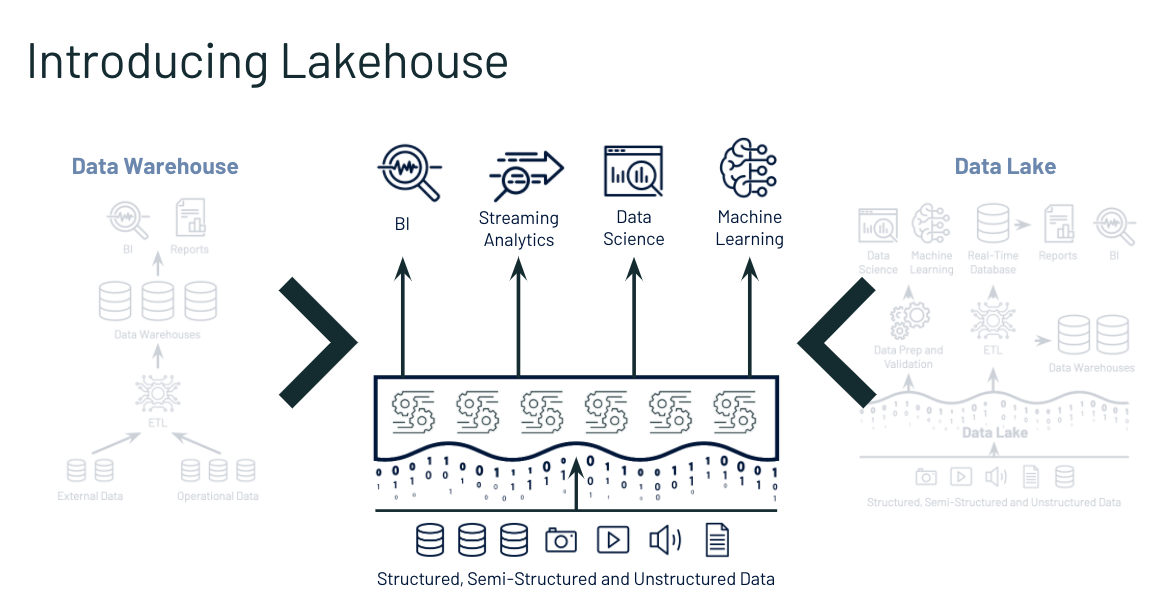 Introducing Lakehouse
Data Warehouse
BI
Reports
Data Warehouses
ETL
External Data
Operational Data
BI
Streaming
Analytics
Data
Science
Machine
Learning
Structured, Semi-Structured and Unstructured Data
Data Lake
Data
Science
Machine
Learning
Real-Time
Database
Reports
BI
Data Prep and
Validation
ETL
Data Warehouses
Data Lake
Structured, Semi-Structured and Unstructured Data